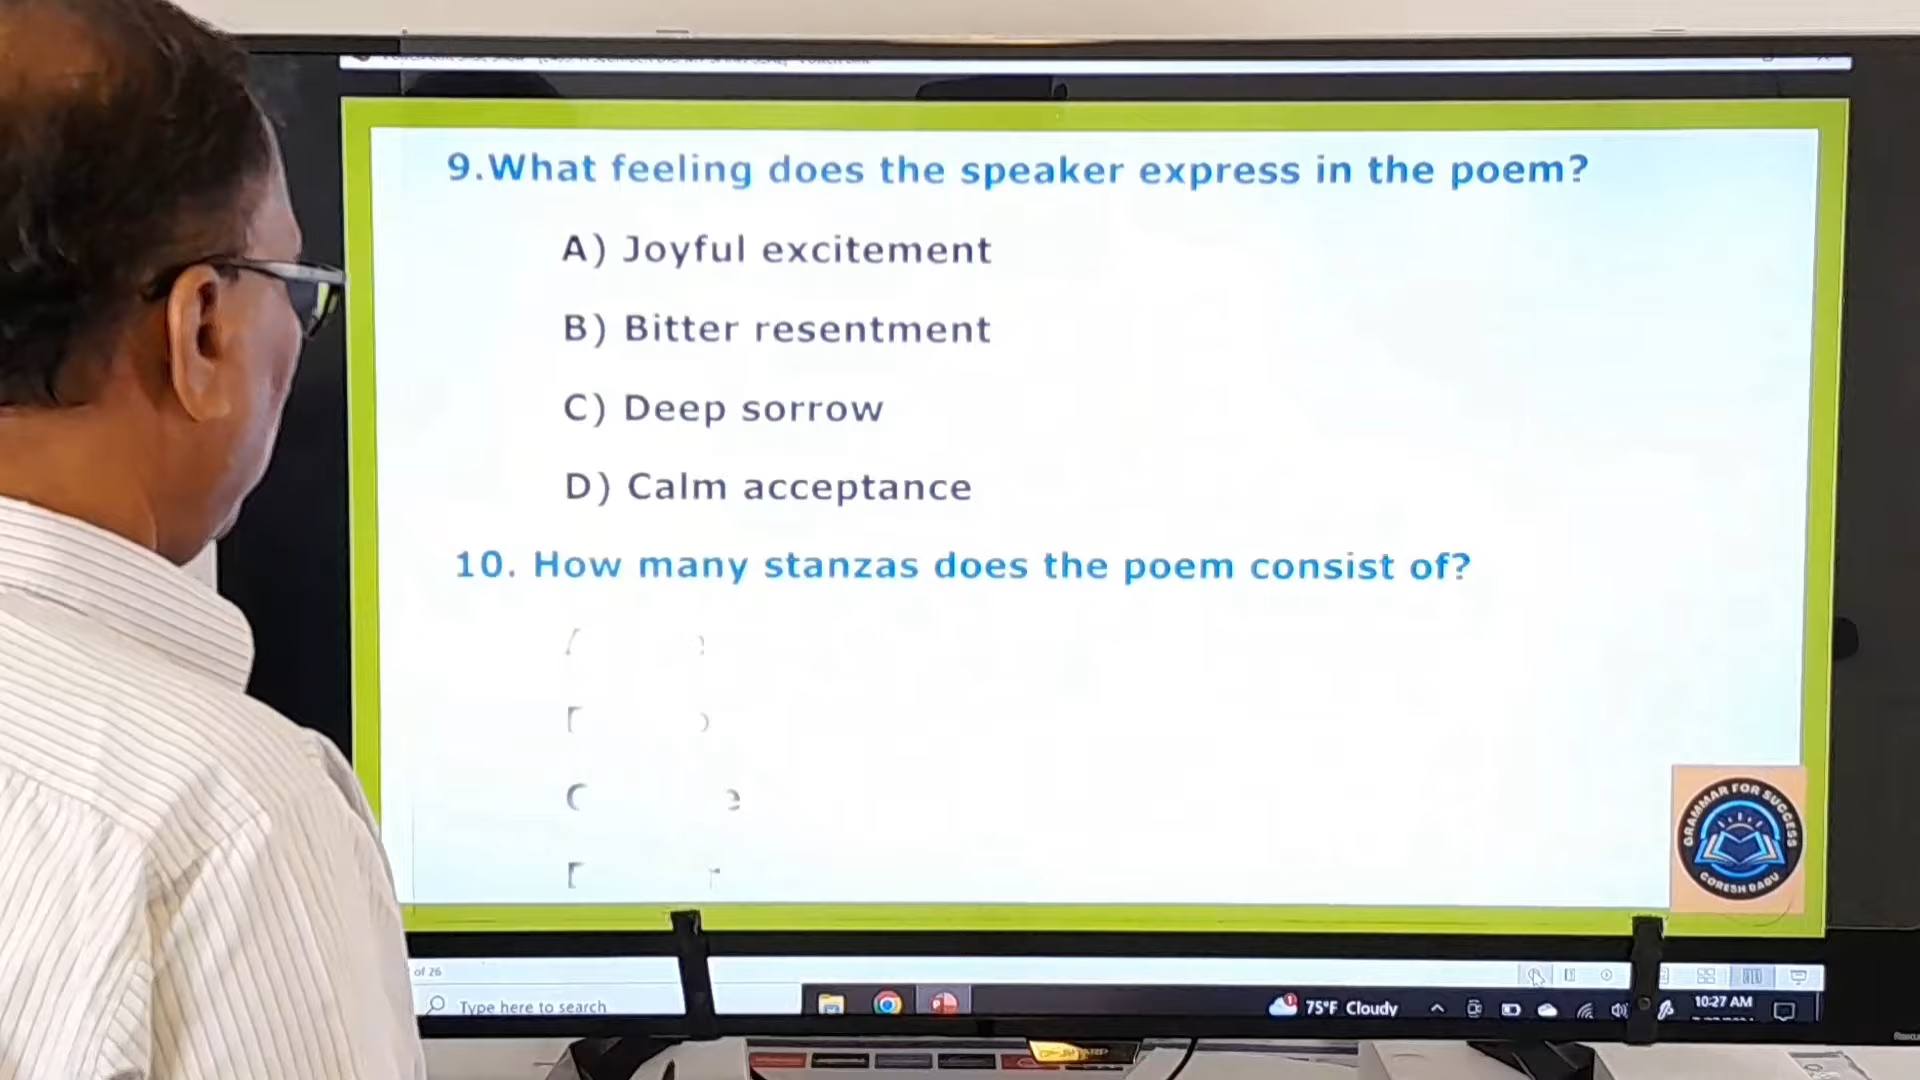 9.What feeling does the speaker express in the poem?
A) Joyful excitement
B) Bitter resentment
C) Deep sorrow
D) Calm acceptance
10. How many stanzas does the poem consist of?
GRAMMAR FOR SUCCESS
of 26
Type here to search
75°F Cloudy
10:27 AM